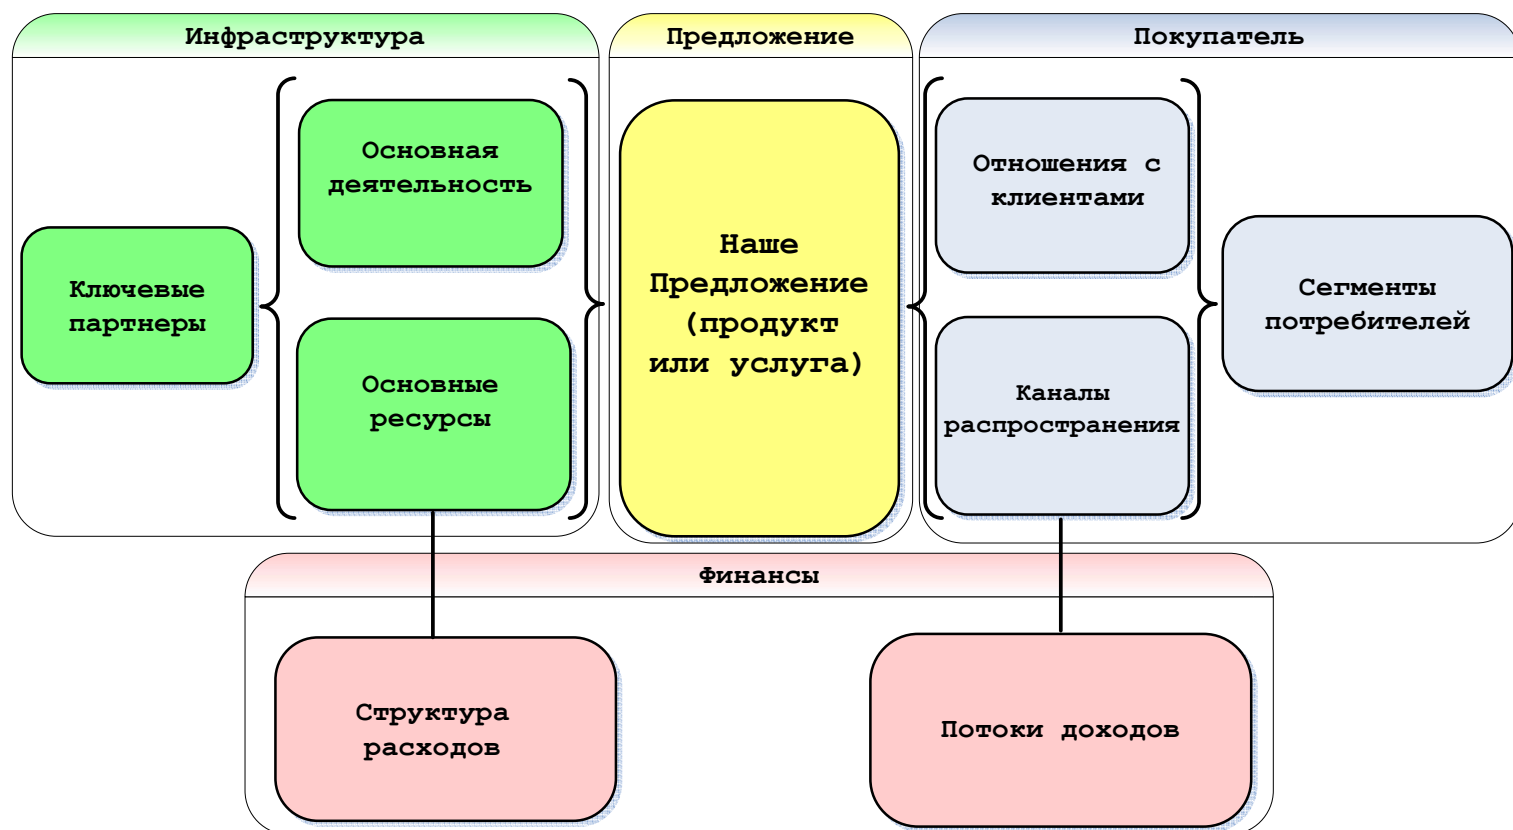 Инфраструктура
Предложение
Покупатель
Ключевые
партнеры
Основная
деятельность
Основные
ресурсы
Наше
Предложение
(продукт
или услуга)
Отношения с
клиентами
Каналы
распространения
Сегменты
потребителей
Финансы
Структура
расходов
Потоки доходов